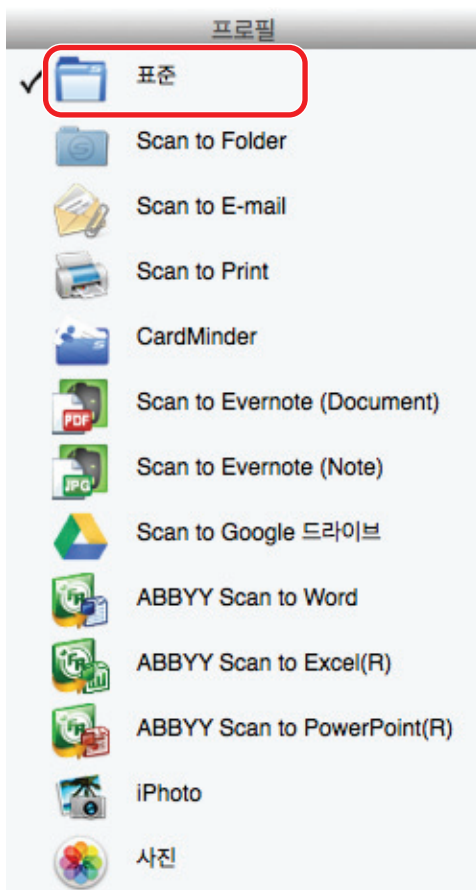 프로필
표준
Scan to Folder
Scan to E-mail
Scan to Print
CardMinder
PDF
Scan to Evernote (Document)
JPG
Scan to Evernote (Note)
Scan to Google 드라이브
ABBYY Scan to Word
ABBYY Scan to Excel(R)
ABBYY Scan to PowerPoint(R)
iPhoto
사진